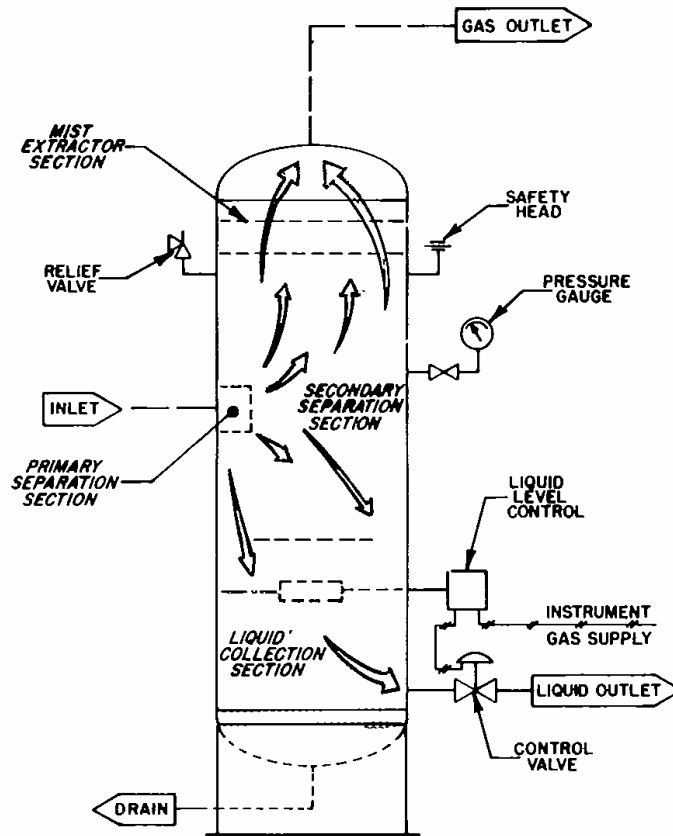 GAS OUTLET
MIST
EXTRACTOR
SECTION
SAFETY
HEAD
RELIEF
VALVE
PRESSURE
GAUGE
INLET
SECONDARY
SEPARATION
SECTION
PRIMARY
SEPARATION
SECTION
LIQUID
LEVEL
CONTROL
INSTRUMENT
GAS SUPPLY
LIQUID'
COLLECTION
SECTION
LIQUID OUTLET
CONTROL
VALVE
DRAIN